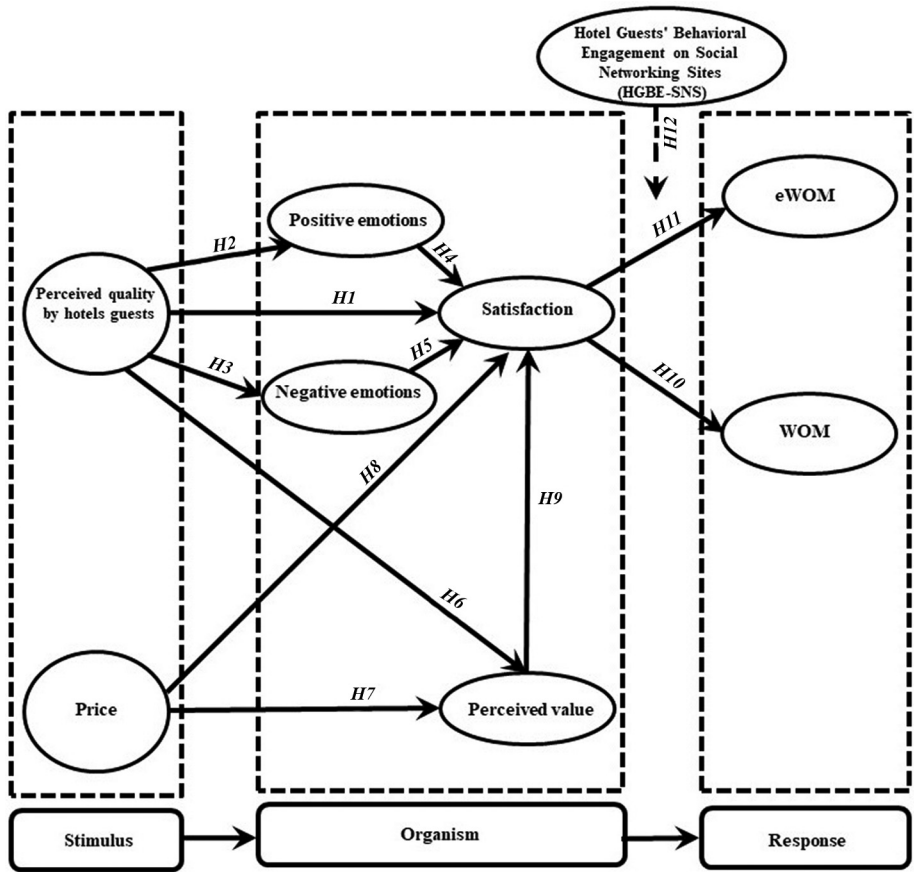 Hotel Guests' Behavioral
Engagement on Social
Networking Sites
(HGBE-SNS)
H12
Positive emotions
eWOM
H2
H4
H11
Perceived quality
by hotels guests
H1
Satisfaction
H3
H5
Negative emotions
H10
WOM
H8
H9
H6
Price
H7
Perceived value
Stimulus
Organism
Response